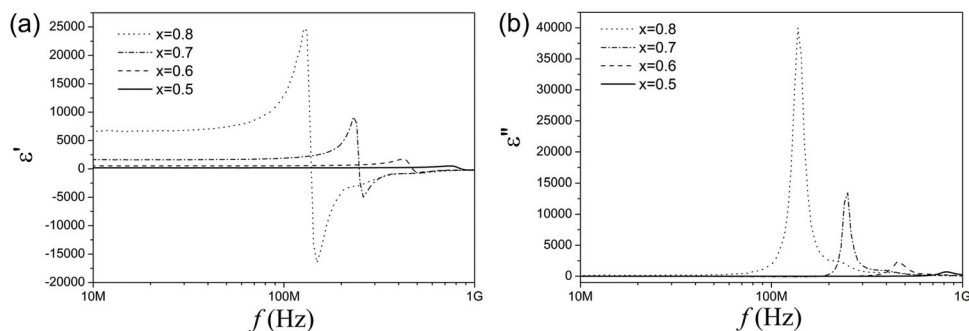 (a)
25000
20000
15000
10000
5000
0
-5000
-10000
-15000
-20000
ε'
x=0.8
x=0.7
x=0.6
x=0.5
10M
100M
1G
f (Hz)
(b)
40000
35000
30000
25000
20000
15000
10000
5000
0
ε"
x=0.8
x=0.7
x=0.6
x=0.5
10M
100M
1G
f (Hz)